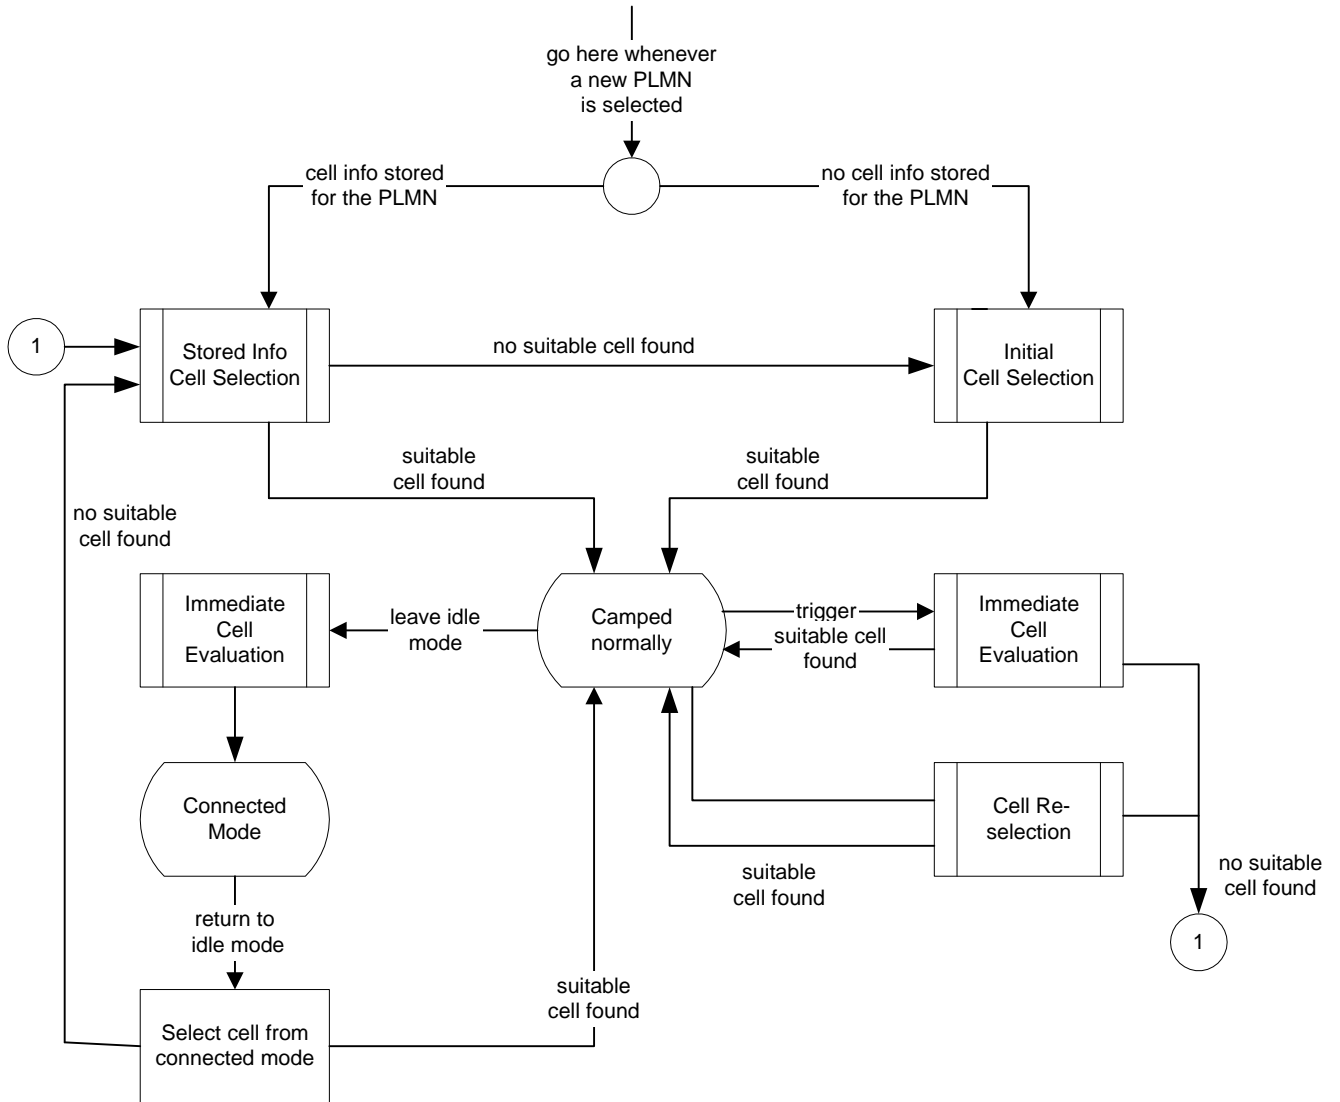 go here whenever
a new PLMN
is selected
cell info stored
for the PLMN
no cell info stored
for the PLMN
1
Stored Info
Cell Selection
no suitable cell found
Initial
Cell Selection
suitable
cell found
suitable
cell found
no suitable
cell found
Immediate
Cell
Evaluation
leave idle
mode
Camped
normally
trigger
suitable cell
found
Immediate
Cell
Evaluation
Connected
Mode
Cell Re-
selection
suitable
cell found
no suitable
cell found
return to
idle mode
1
suitable
cell found
Select cell from
connected mode